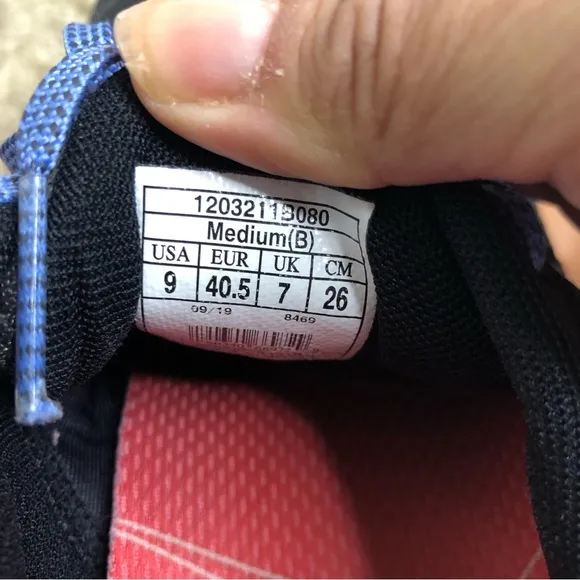 1203211B080
Medium(B)
USA EUR UK CM
9 40.5 7 26
09/19 8469